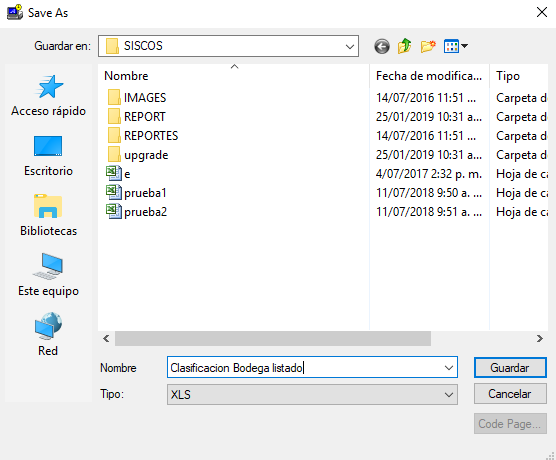 Save As
Guardar en: SISCOS
Acceso rápido
Escritorio
Bibliotecas
Este equipo
Red
Nombre Fecha de modifica... Tipo
IMAGES 14/07/2016 11:51 ... Carpeta d
REPORT 25/01/2019 10:31 a... Carpeta d
REPORTES 14/07/2016 11:51 ... Carpeta d
upgrade 25/01/2019 10:31 a... Carpeta d
e 4/07/2017 2:32 p. m. Hoja de ca
prueba1 11/07/2018 9:50 a. ... Hoja de ca
prueba2 11/07/2018 9:51 a. ... Hoja de ca
Nombre Clasificacion Bodega listado Guardar
Tipo: XLS Cancelar
Code Page...